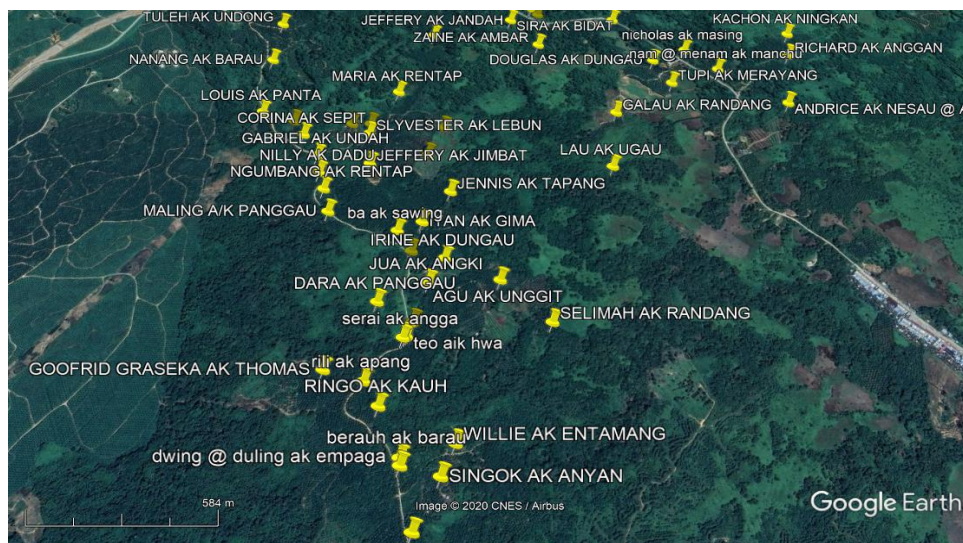 TULEH AK UNDONG
JEFFERY AK JANDAH
SIRA AK BIDAT
KACHON AK NINGKAN
ZAINE AK AMBAR
nicholas ak masing
NANANG AK BARAU
DOUGLAS AK DUNGAU
nam @ menam ak manchu
RICHARD AK ANGGAN
MARIA AK RENTAP
TUPI AK MERAYANG
LOUIS AK PANTA
GALAU AK RANDANG
ANDRICE AK NESAU @ A
CORINA AK SEPIT
SLYVESTER AK LEBUN
GABRIEL AK UNDAH
NILLY AK DADU
JEFFERY AK JIMBAT
LAU AK UGAU
NGUMBANG AK RENTAP
JENNIS AK TAPANG
MALING A/K PANGGAU
ba ak sawing
ITAN AK GIMA
IRINE AK DUNGAU
JUA AK ANGKI
DARA AK PANGGAU
AGU AK UNGGIT
serai ak angga
SELIMAH AK RANDANG
teo aik hwa
GOOFRID GRASEKA AK THOMAS
rili ak apang
RINGO AK KAUH
berauh ak barau
WILLIE AK ENTAMANG
dwing @ duling ak empaga
SINGOK AK ANYAN
584 m
Image © 2020 CNES / Airbus
Google Earth